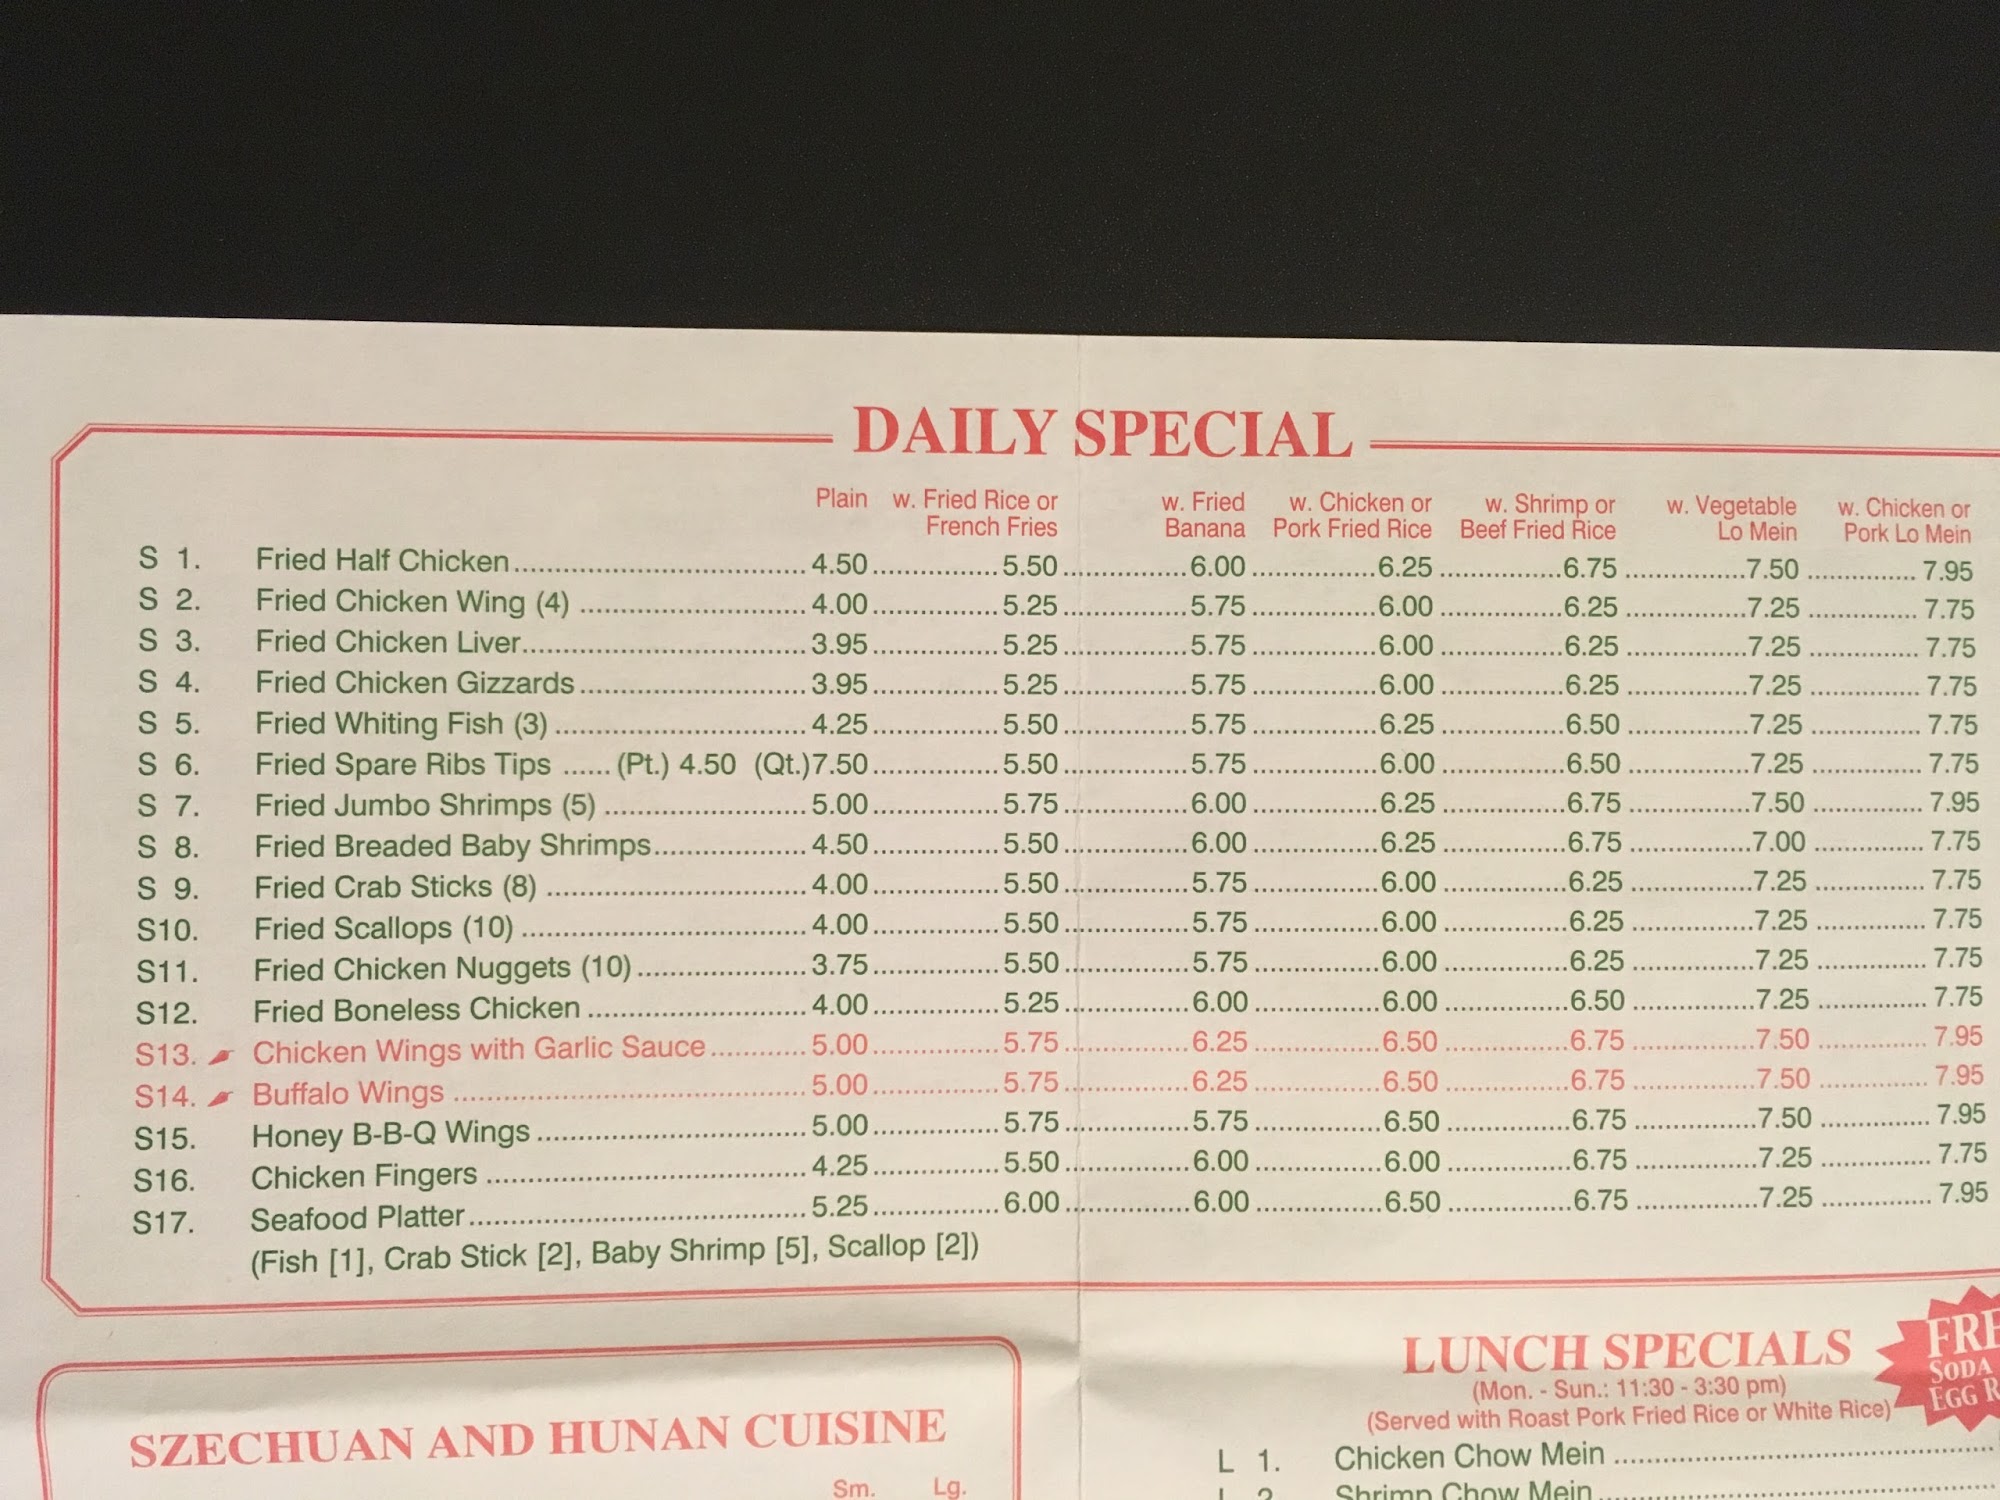 DAILY SPECIAL
Plain w. Fried Rice or w. Fried w. Chicken or w. Shrimp or w. Vegetable w. Chicken or
French Fries Banana Pork Fried Rice Beef Fried Rice Lo Mein Pork Lo Mein
S 1. Fried Half Chicken 4.50 5.50 6.00 6.25 6.75 7.50 7.95
S 2. Fried Chicken Wing (4) 4.00 5.25 5.75 6.00 6.25 7.25 7.75
S 3. Fried Chicken Liver 3.95 5.25 5.75 6.00 6.25 7.25 7.75
S 4. Fried Chicken Gizzards 3.95 5.25 5.75 6.00 6.25 7.25 7.75
S 5. Fried Whiting Fish (3) 4.25 5.50 5.75 6.25 6.50 7.25 7.75
S 6. Fried Spare Ribs Tips (Pt.) 4.50 (Qt.) 7.50 5.50 5.75 6.00 6.50 7.25 7.75
S 7. Fried Jumbo Shrimps (5) 5.00 5.75 6.00 6.25 6.75 7.50 7.95
S 8. Fried Breaded Baby Shrimps 4.50 5.50 6.00 6.25 6.75 7.00 7.75
S 9. Fried Crab Sticks (8) 4.00 5.50 5.75 6.00 6.25 7.25 7.75
S10. Fried Scallops (10) 4.00 5.50 5.75 6.00 6.25 7.25 7.75
S11. Fried Chicken Nuggets (10) 3.75 5.50 5.75 6.00 6.25 7.25 7.75
S12. Fried Boneless Chicken 4.00 5.25 6.00 6.00 6.50 7.25 7.75
S13. Chicken Wings with Garlic Sauce 5.00 5.75 6.25 6.50 6.75 7.50 7.95
S14. Buffalo Wings 5.00 5.75 6.25 6.50 6.75 7.50 7.95
S15. Honey B-B-Q Wings 5.00 5.75 5.75 6.50 6.75 7.50 7.95
S16. Chicken Fingers 4.25 5.50 6.00 6.00 6.75 7.25 7.75
S17. Seafood Platter 5.25 6.00 6.00 6.50 6.75 7.25 7.95
(Fish [1], Crab Stick [2], Baby Shrimp [5], Scallop [2])
SZECHUAN AND HUNAN CUISINE
Sm. Lg.
LUNCH SPECIALS
(Mon. - Sun.: 11:30 - 3:30 pm)
(Served with Roast Pork Fried Rice or White Rice)
SODA
EGG
L 1. Chicken Chow Mein
L 2. Shrimp Chow Mein